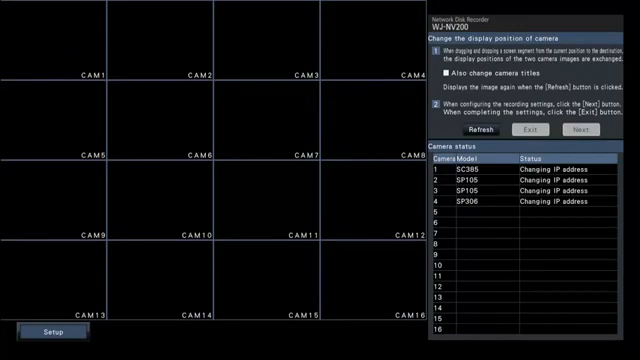 CAM1
CAM2
CAM3
CAM4
CAM5
CAM6
CAM7
CAM8
CAM9
CAM10
CAM11
CAM12
CAM13
CAM14
CAM15
CAM16
Setup
Network Disk Recorder
WJ-NV200
Change the display position of camera
1 When dragging and dropping a screen segment from the current position to the destination,
the display positions of the two camera images are exchanged.
Also change camera titles
Displays the image again when the [Refresh] button is clicked.
2 When configuring the recording settings, click the [Next] button.
When completing the settings, click the [Exit] button.
Refresh Exit Next
Camera status
Camera Model Status
1 SC385 Changing IP address
2 SP105 Changing IP address
3 SP105 Changing IP address
4 SP306 Changing IP address
5
6
7
8
9
10
11
12
13
14
15
16